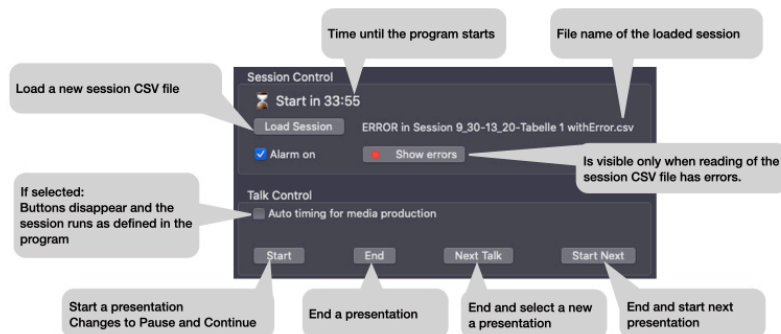 Time until the program starts
File name of the loaded session
Load a new session CSV file
Session Control
Start in 33:55
Load Session
ERROR in Session 9_30-13_20-Tabelle 1 withError.csv
Alarm on
Show errors
Is visible only when reading of the
session CSV file has errors.
If selected:
Buttons disappear and the
session runs as defined in the
program
Talk Control
Auto timing for media production
Start
End
Next Talk
Start Next
Start a presentation
Changes to Pause and Continue
End a presentation
End and select a new
a presentation
End and start next
presentation